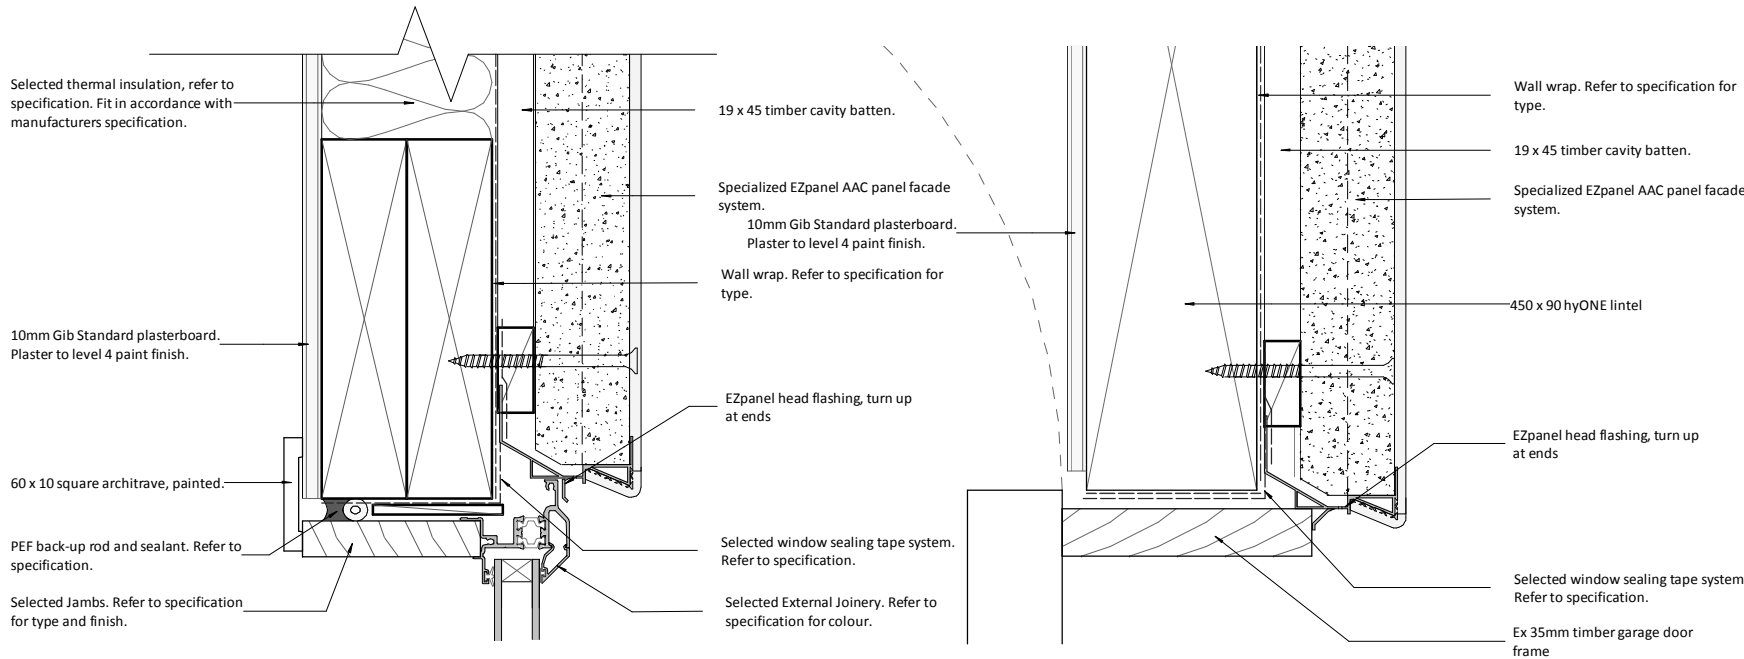 Selected thermal insulation, refer to
specification. Fit in accordance with
manufacturers specification.
10mm Gib Standard plasterboard.
Plaster to level 4 paint finish.
60 x 10 square architrave, painted.
PEF back-up rod and sealant. Refer to
specification.
Selected Jambs. Refer to specification
for type and finish.
19 x 45 timber cavity batten.
Specialized EZpanel AAC panel facade
system.
10mm Gib Standard plasterboard.
Plaster to level 4 paint finish.
Wall wrap. Refer to specification for
type.
EZpanel head flashing, turn up
at ends
Selected window sealing tape system.
Refer to specification.
Selected External Joinery. Refer to
specification for colour.
Wall wrap. Refer to specification for
type.
19 x 45 timber cavity batten.
Specialized EZpanel AAC panel facade
system.
450 x 90 hyONE lintel
EZpanel head flashing, turn up
at ends
Selected window sealing tape system
Refer to specification.
Ex 35mm timber garage door
frame